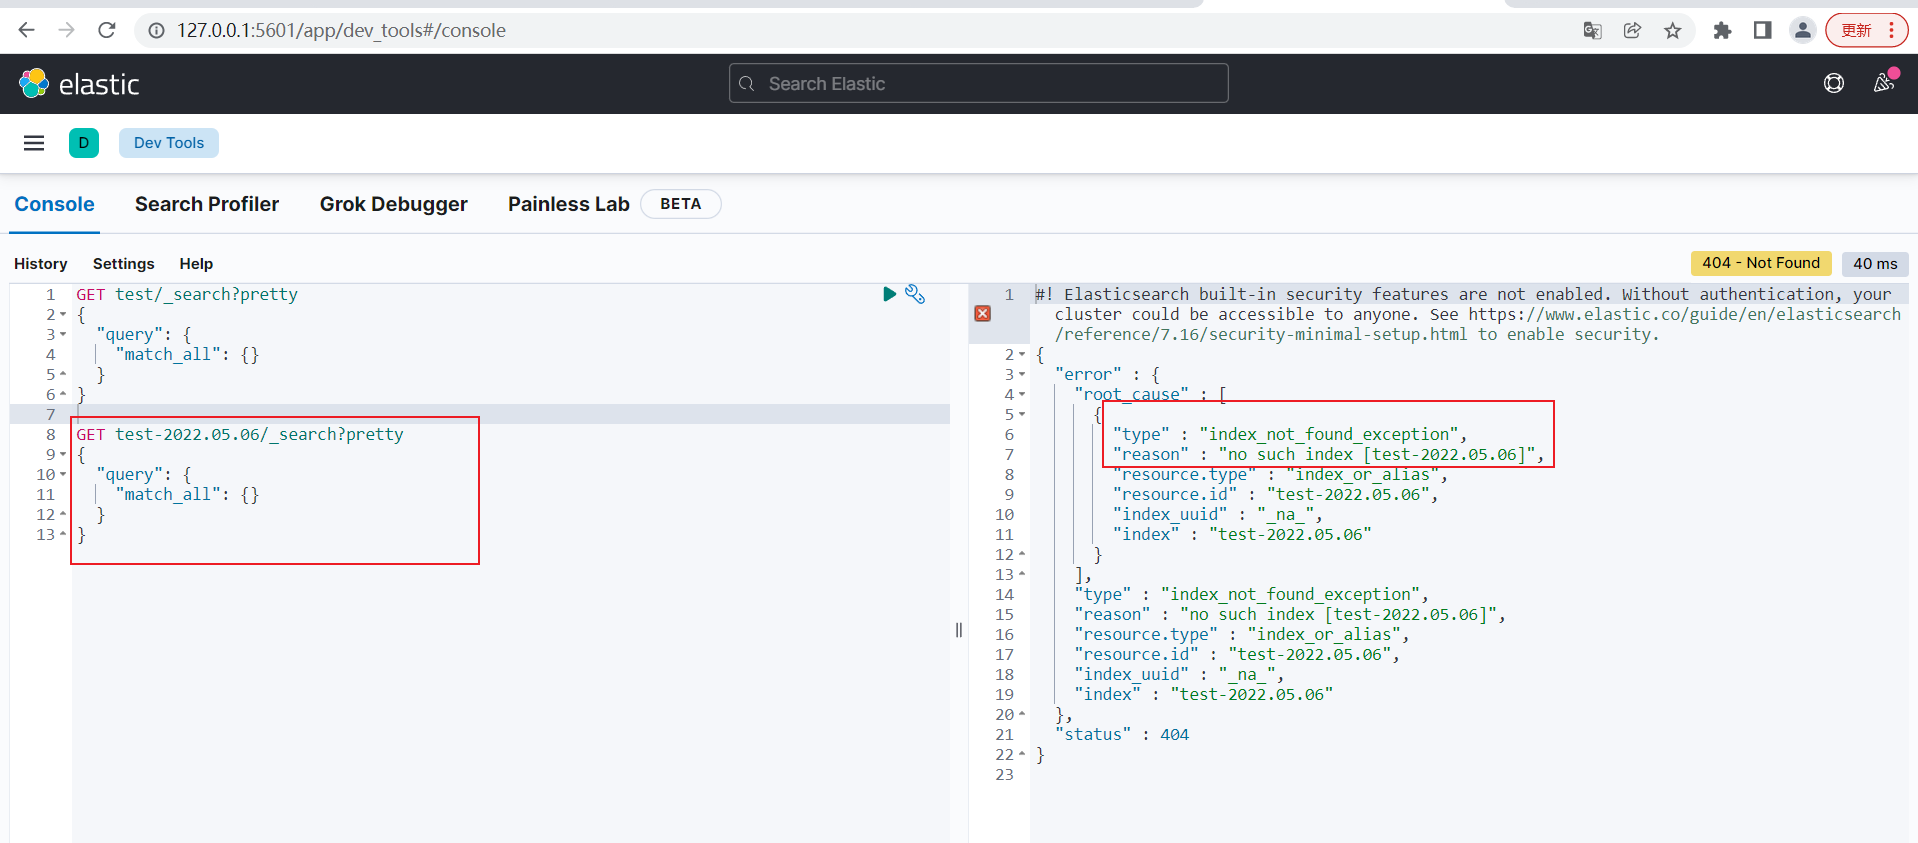 127.0.0.1:5601/app/dev_tools#/console
更新
elastic
Search Elastic
D
Dev Tools
Console
Search Profiler
Grok Debugger
Painless Lab
BETA
History
Settings
Help
404 - Not Found
40 ms
1 GET test/_search?pretty
2 {
3 "query": {
4 "match_all": {}
5 }
6 }
7
8 GET test-2022.05.06/_search?pretty
9 {
10 "query": {
11 "match_all": {}
12 }
13 }
1 #! Elasticsearch built-in security features are not enabled. Without authentication, your
cluster could be accessible to anyone. See https://www.elastic.co/guide/en/elasticsearch
/reference/7.16/security-minimal-setup.html to enable security.
2 {
3 "error" : {
4 "root_cause" : [
5 {
6 "type" : "index_not_found_exception",
7 "reason" : "no such index [test-2022.05.06]",
8 "resource.type" : "index_or_alias",
9 "resource.id" : "test-2022.05.06",
10 "index_uuid" : "_na_",
11 "index" : "test-2022.05.06"
12 }
13 ],
14 "type" : "index_not_found_exception",
15 "reason" : "no such index [test-2022.05.06]",
16 "resource.type" : "index_or_alias",
17 "resource.id" : "test-2022.05.06",
18 "index_uuid" : "_na_",
19 "index" : "test-2022.05.06"
20 },
21 "status" : 404
22 }
23